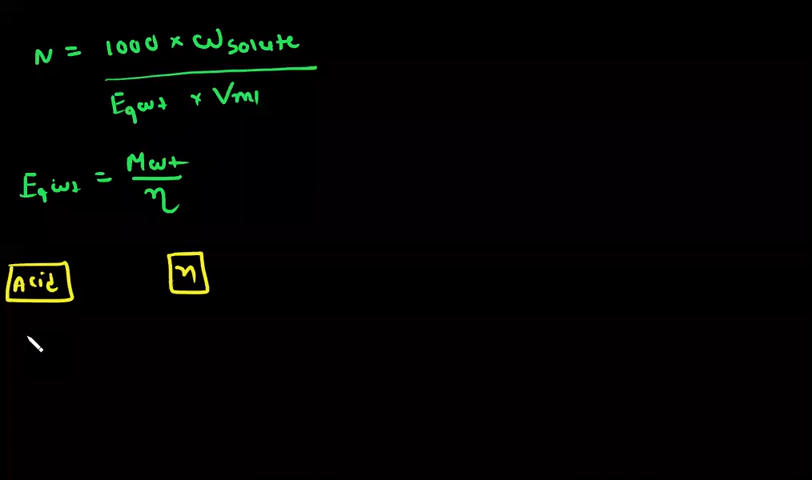 N = 1000 × Wsolute
Eqwt × Vml
Eqwt = Mwt
η
Acid η